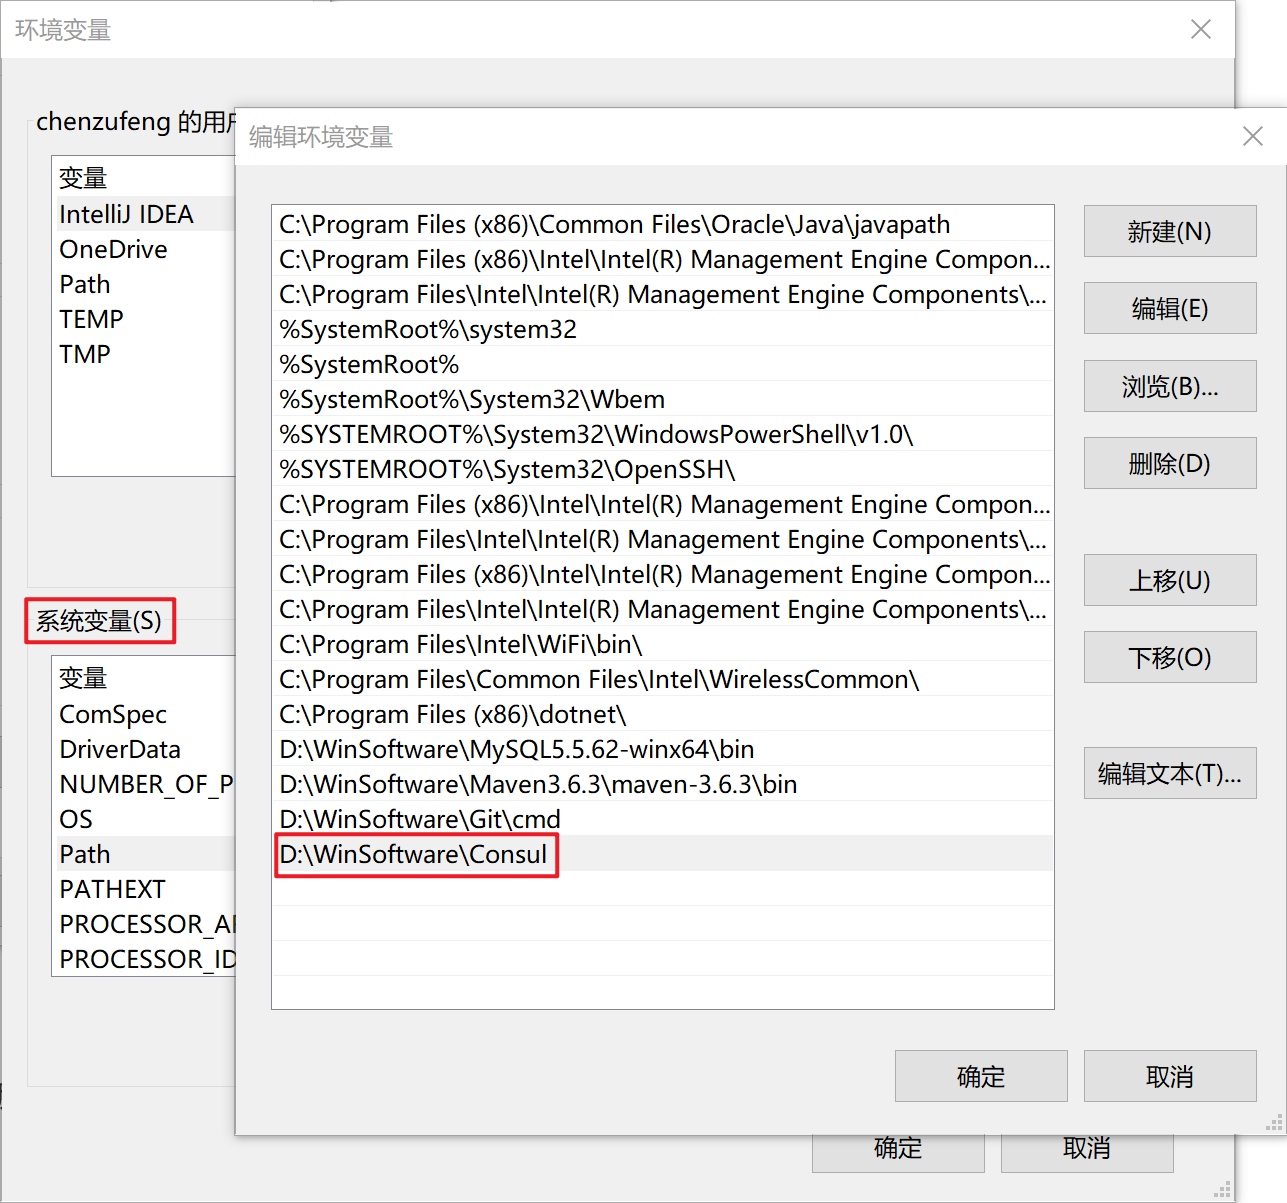 环境变量
chenzufeng 的用户
变量
IntelliJ IDEA
OneDrive
Path
TEMP
TMP
系统变量(S)
变量
ComSpec
DriverData
NUMBER_OF_P
OS
Path
PATHEXT
PROCESSOR_AR
PROCESSOR_ID
确定
取消
编辑环境变量
C:\Program Files (x86)\Common Files\Oracle\Java\javapath
C:\Program Files (x86)\Intel\Intel(R) Management Engine Compon...
C:\Program Files\Intel\Intel(R) Management Engine Components\...
%SystemRoot%\system32
%SystemRoot%
%SystemRoot%\System32\Wbem
%SYSTEMROOT%\System32\WindowsPowerShell\v1.0\
%SYSTEMROOT%\System32\OpenSSH\
C:\Program Files (x86)\Intel\Intel(R) Management Engine Compon...
C:\Program Files\Intel\Intel(R) Management Engine Components\...
C:\Program Files (x86)\Intel\Intel(R) Management Engine Compon...
C:\Program Files\Intel\Intel(R) Management Engine Components\...
C:\Program Files\Intel\WiFi\bin\
C:\Program Files\Common Files\Intel\WirelessCommon\
C:\Program Files (x86)\dotnet\
D:\WinSoftware\MySQL5.5.62-winx64\bin
D:\WinSoftware\Maven3.6.3\maven-3.6.3\bin
D:\WinSoftware\Git\cmd
D:\WinSoftware\Consul
新建(N)
编辑(E)
浏览(B)...
删除(D)
上移(U)
下移(O)
编辑文本(T)...
确定
取消